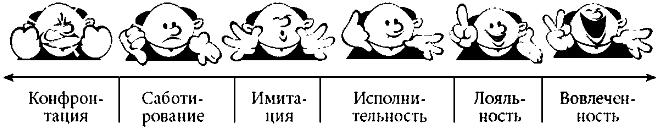 Конфрон- Саботи- Имита- Исполни- Лояль- Вовлечен-
тация рование ция тельность ность ность